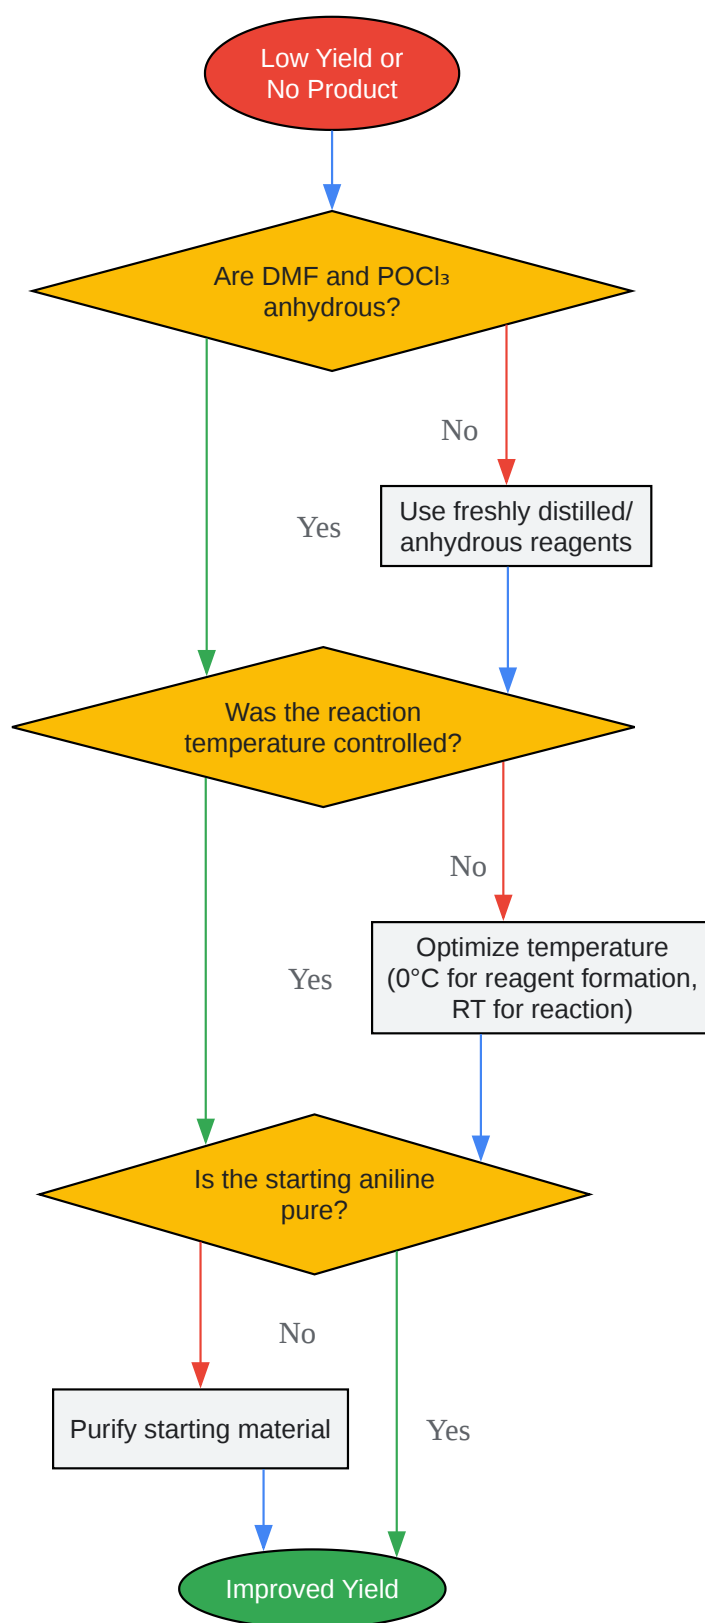 Low Yield or
No Product
Are DMF and POCl₃
anhydrous?
No
Yes
Use freshly distilled/
anhydrous reagents
Was the reaction
temperature controlled?
No
Yes
Optimize temperature
(0°C for reagent formation,
RT for reaction)
Is the starting aniline
pure?
No
Purify starting material
Yes
Improved Yield